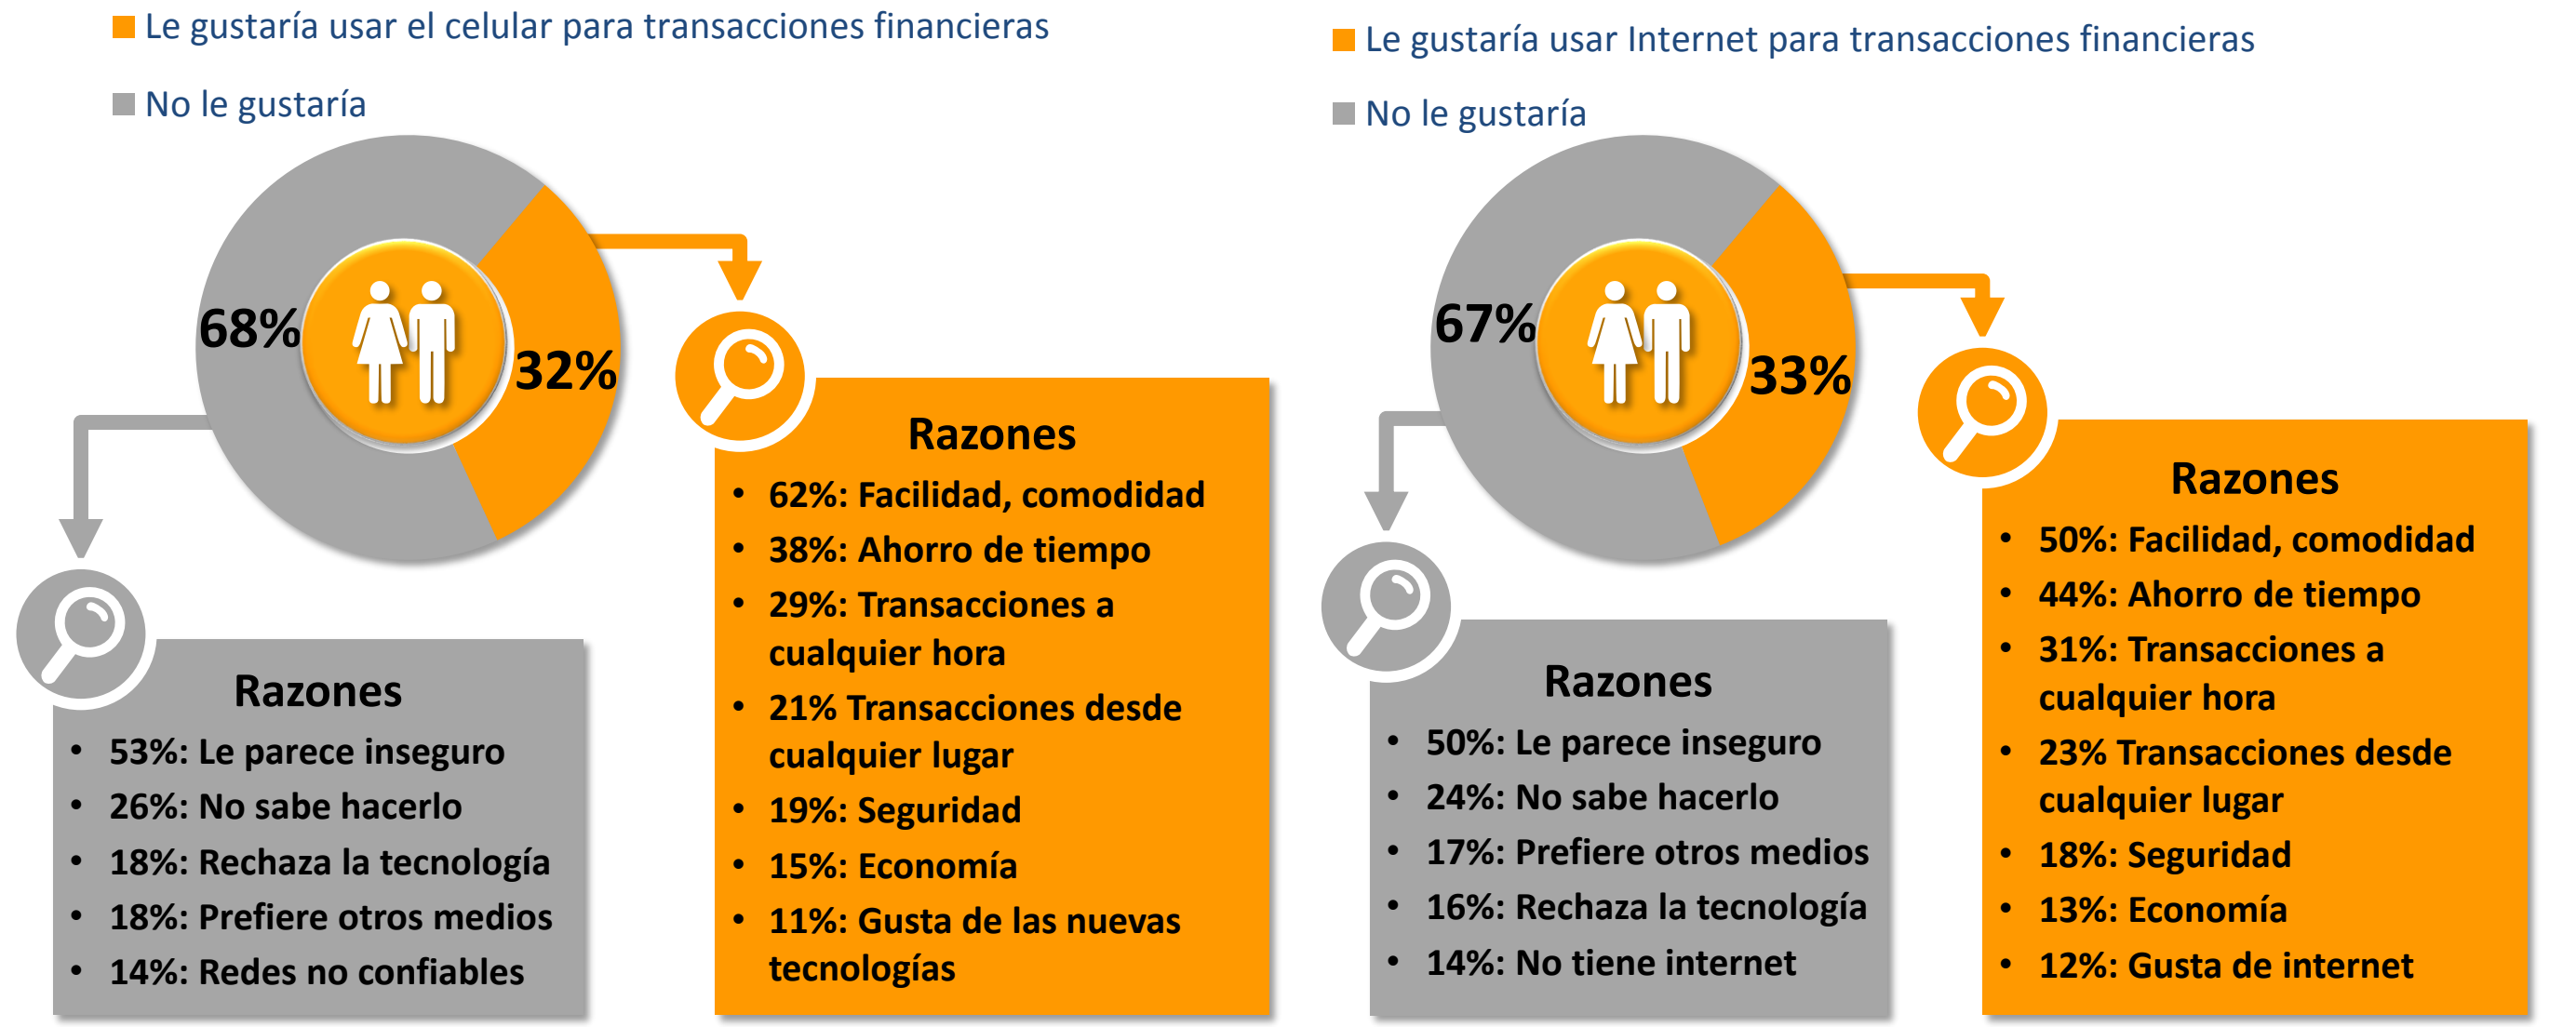 Le gustaría usar el celular para transacciones financieras
No le gustaría
68%
32%
Razones
• 53%: Le parece inseguro
• 26%: No sabe hacerlo
• 18%: Rechaza la tecnología
• 18%: Prefiere otros medios
• 14%: Redes no confiables
Razones
• 62%: Facilidad, comodidad
• 38%: Ahorro de tiempo
• 29%: Transacciones a
cualquier hora
• 21% Transacciones desde
cualquier lugar
• 19%: Seguridad
• 15%: Economía
• 11%: Gusta de las nuevas
tecnologías
Le gustaría usar Internet para transacciones financieras
No le gustaría
67%
33%
Razones
• 50%: Le parece inseguro
• 24%: No sabe hacerlo
• 17%: Prefiere otros medios
• 16%: Rechaza la tecnología
• 14%: No tiene internet
Razones
• 50%: Facilidad, comodidad
• 44%: Ahorro de tiempo
• 31%: Transacciones a
cualquier hora
• 23% Transacciones desde
cualquier lugar
• 18%: Seguridad
• 13%: Economía
• 12%: Gusta de internet